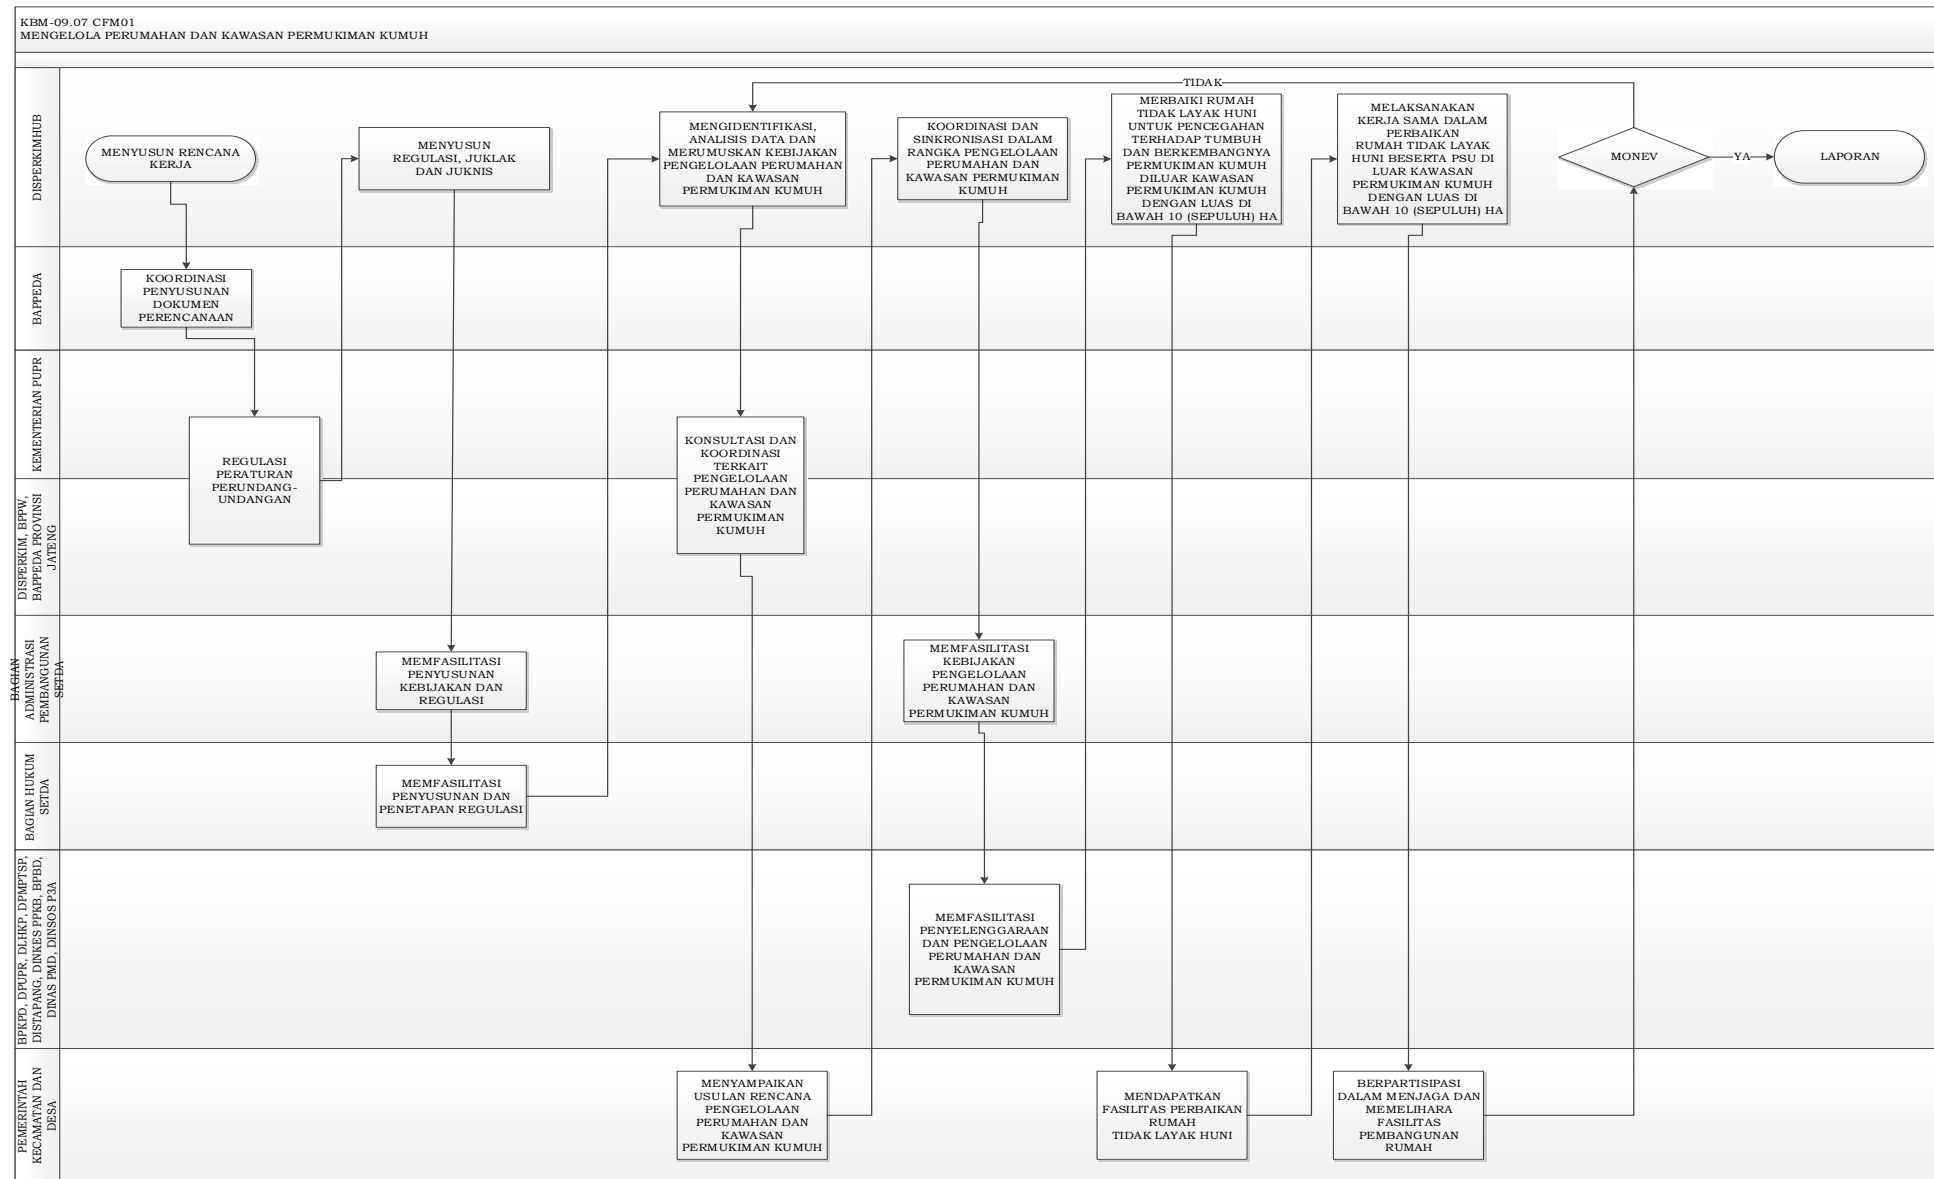 KBM-09.07 CFM01
MENGELOLA PERUMAHAN DAN KAWASAN PERMUKIMAN KUMUH
DISPERKIMHUB
MENYUSUN RENCANA
KERJA
MENYUSUN
REGULASI, JUKLAK
DAN JUKNIS
MENGIDENTIFIKASI,
ANALISIS DATA DAN
MERUMUSKAN KEBIJAKAN
PENGELOLAAN PERUMAHAN
DAN KAWASAN
PERMUKIMAN KUMUH
KOORDINASI DAN
SINKRONISASI DALAM
RANGKA PENGELOLAAN
PERUMAHAN DAN
KAWASAN PERMUKIMAN
KUMUH
MERBAIKI RUMAH
TIDAK LAYAK HUNI
UNTUK PENCEGAHAN
TERHADAP TUMBUH
DAN BERKEMBANGNYA
PERMUKIMAN KUMUH
DILUAR KAWASAN
PERMUKIMAN KUMUH
DENGAN LUAS DI
BAWAH 10 (SEPULUH) HA
MELAKSANAKAN
KERJA SAMA DALAM
PERBAIKAN
RUMAH TIDAK LAYAK
HUNI BESERTA PSU DI
LUAR KAWASAN
PERMUKIMAN KUMUH
DENGAN LUAS DI
BAWAH 10 (SEPULUH) HA
TIDAK
MONEV
YA
LAPORAN
BAPPEDA
KOORDINASI
PENYUSUNAN
DOKUMEN
PERENCANAAN
KEMENTERIAN PUPR
REGULASI
PERATURAN
PERUNDANG-
UNDANGAN
KONSULTASI DAN
KOORDINASI
TERKAIT
PENGELOLAAN
PERUMAHAN DAN
KAWASAN
PERMUKIMAN
KUMUH
DISPERKIM, BPPW,
BAPPEDA PROVINSI
JATENG
BAGIAN
ADMINISTRASI
PEMBANGUNAN
SETDA
MEMFASILITASI
PENYUSUNAN
KEBIJAKAN DAN
REGULASI
MEMFASILITASI
KEBIJAKAN
PENGELOLAAN
PERUMAHAN DAN
KAWASAN
PERMUKIMAN KUMUH
BAGIAN HUKUM
SETDA
MEMFASILITASI
PENYUSUNAN DAN
PENETAPAN REGULASI
BPKPD, DPUPR, DLHKP, DPMPTSP,
DISTAPANG, DINKES PPKB, BPBD,
DINAS PMD, DINSOS P3A
MEMFASILITASI
PENYELENGGARAAN
DAN PENGELOLAAN
PERUMAHAN DAN
KAWASAN
PERMUKIMAN KUMUH
PEMERINTAH
KECAMATAN DAN
DESA
MENYAMPAIKAN
USULAN RENCANA
PENGELOLAAN
PERUMAHAN DAN
KAWASAN
PERMUKIMAN KUMUH
MENDAPATKAN
FASILITAS PERBAIKAN
RUMAH
TIDAK LAYAK HUNI
BERPARTISIPASI
DALAM MENJAGA DAN
MEMELIHARA
FASILITAS
PEMBANGUNAN
RUMAH